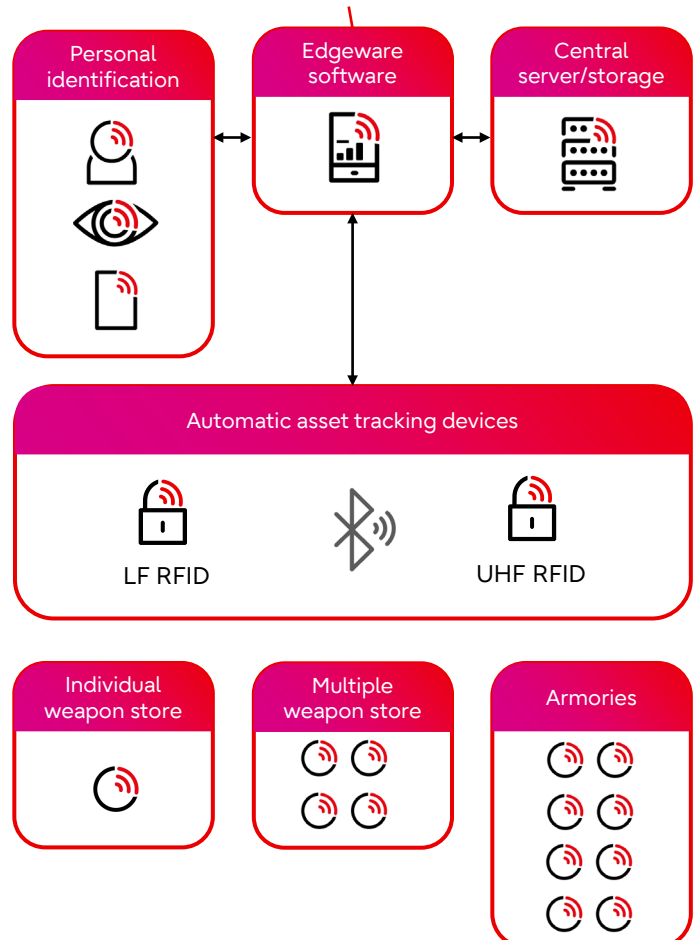 Personal
identification
Edgeware
software
Central
server/storage
Automatic asset tracking devices
LF RFID
UHF RFID
Individual
weapon store
Multiple
weapon store
Armories